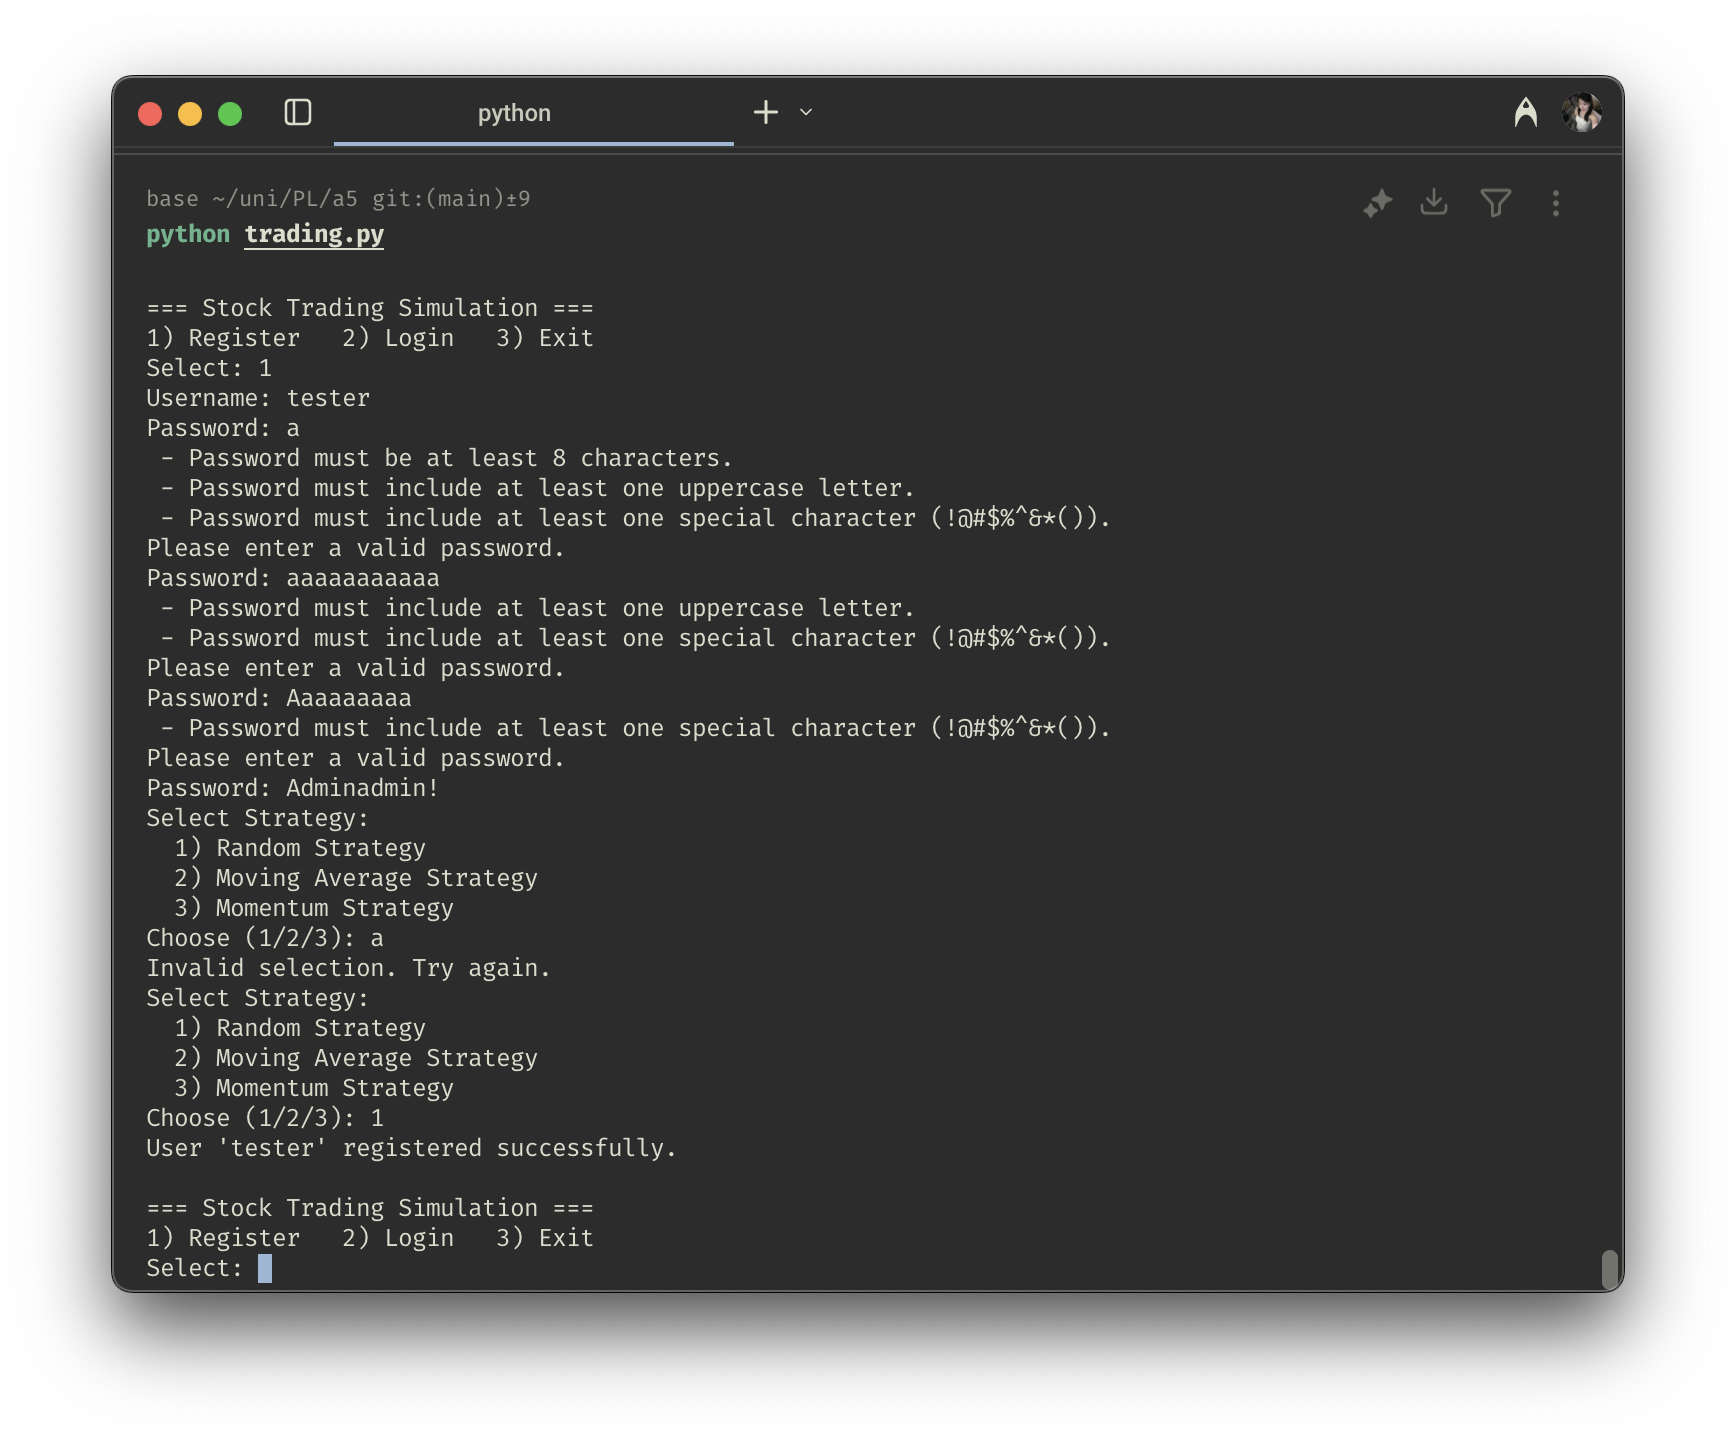 python
base ~/uni/PL/a5 git:(main)±9
python trading.py
=== Stock Trading Simulation ===
1) Register   2) Login   3) Exit
Select: 1
Username: tester
Password: a
 - Password must be at least 8 characters.
 - Password must include at least one uppercase letter.
 - Password must include at least one special character (!@#$%^&*()).
Please enter a valid password.
Password: aaaaaaaaaaa
 - Password must include at least one uppercase letter.
 - Password must include at least one special character (!@#$%^&*()).
Please enter a valid password.
Password: Aaaaaaaaa
 - Password must include at least one special character (!@#$%^&*()).
Please enter a valid password.
Password: Adminadmin!
Select Strategy:
  1) Random Strategy
  2) Moving Average Strategy
  3) Momentum Strategy
Choose (1/2/3): a
Invalid selection. Try again.
Select Strategy:
  1) Random Strategy
  2) Moving Average Strategy
  3) Momentum Strategy
Choose (1/2/3): 1
User 'tester' registered successfully.
=== Stock Trading Simulation ===
1) Register   2) Login   3) Exit
Select: